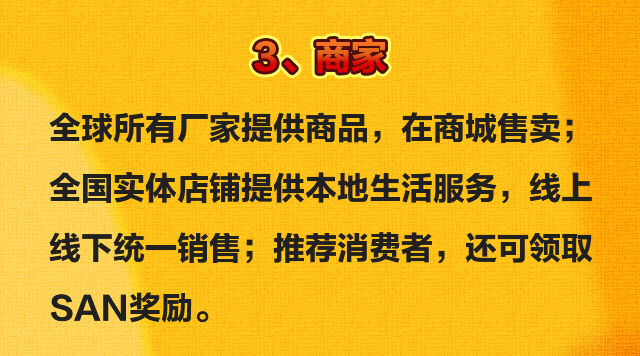 3、商家
全球所有厂家提供商品，在商城售卖；
全国实体店铺提供本地生活服务，线上
线下统一销售；推荐消费者，还可领取
SAN奖励。